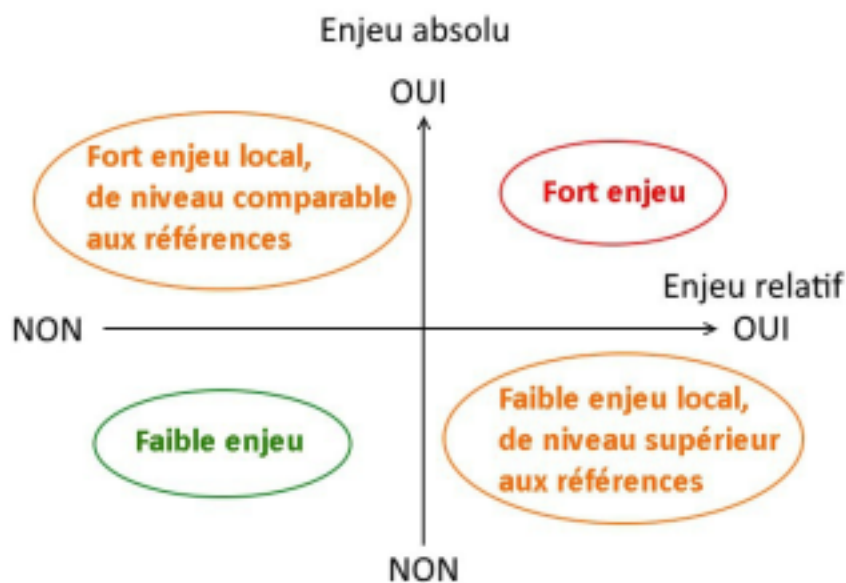 Enjeu absolu
OUI
Fort enjeu local,
de niveau comparable
aux références
Fort enjeu
Enjeu relatif
NON
OUI
Faible enjeu
Faible enjeu local,
de niveau supérieur
aux références
NON